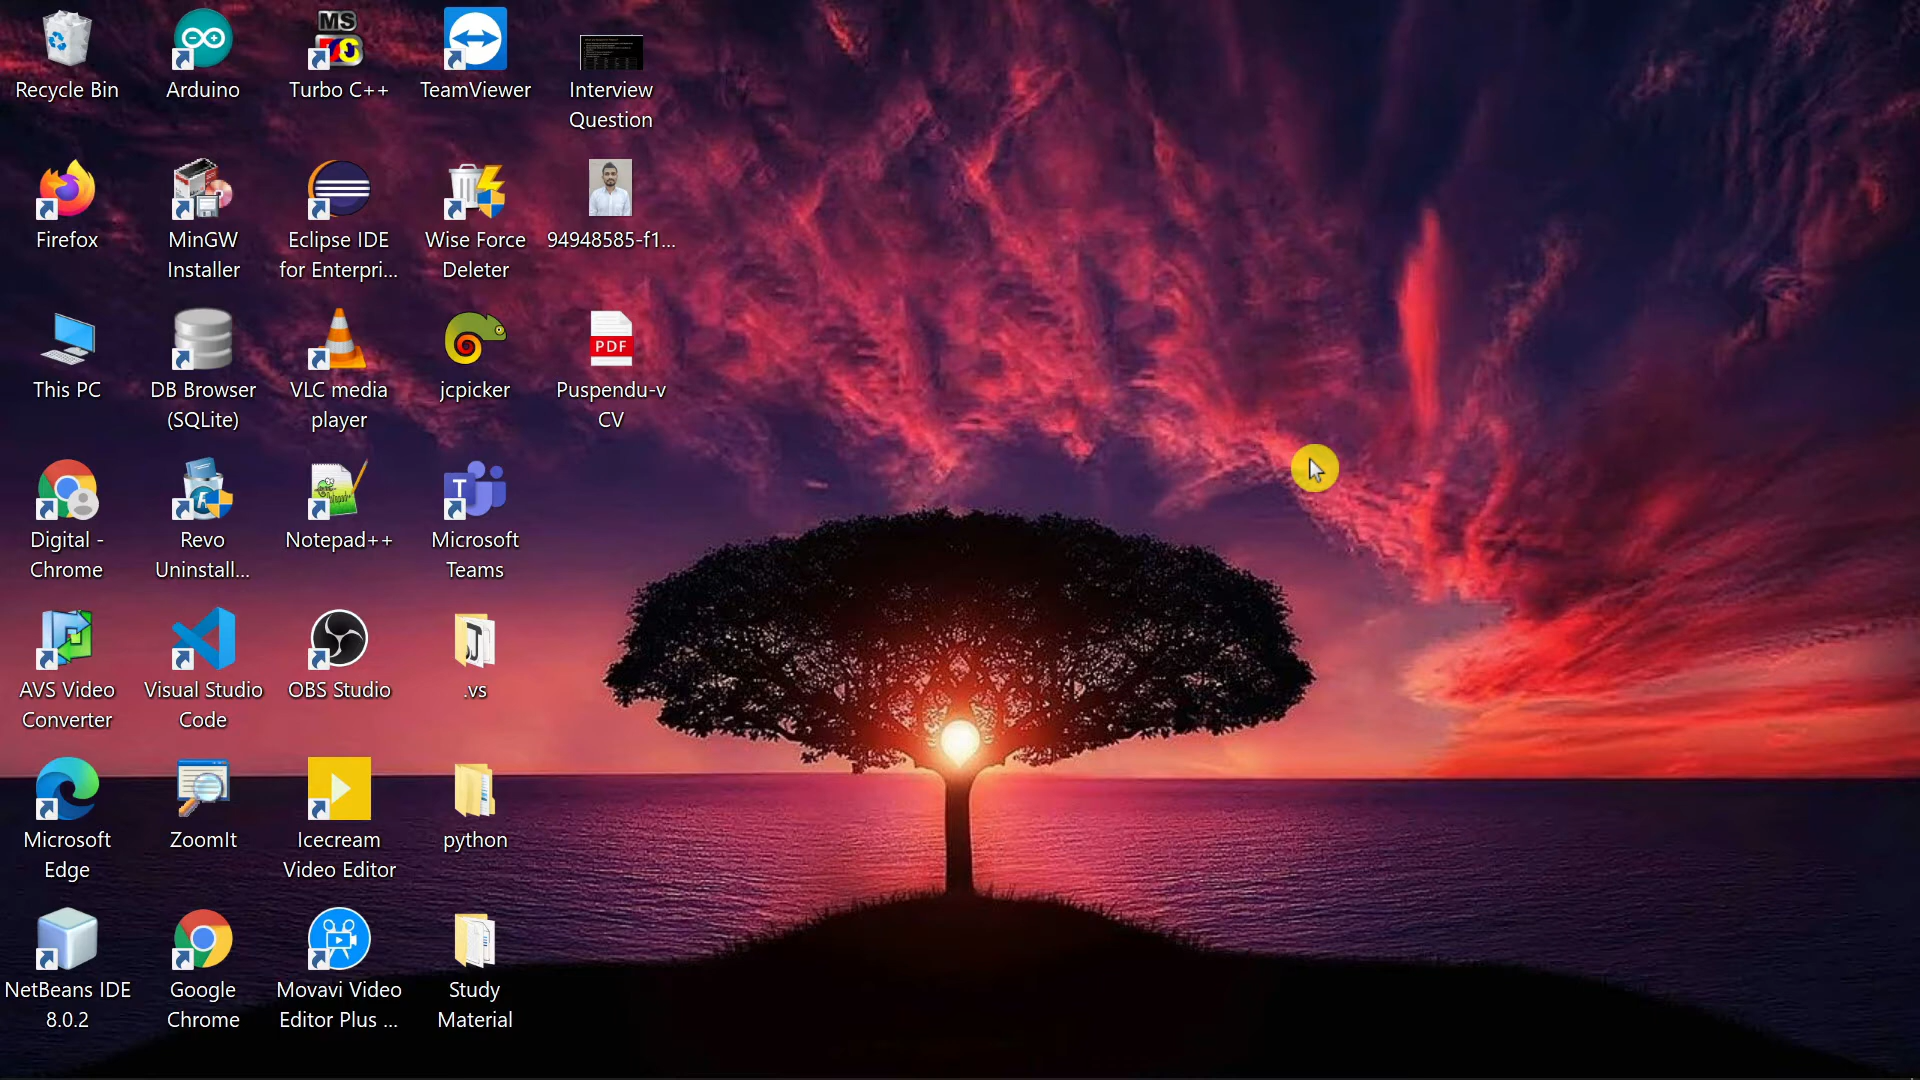 Recycle Bin
Arduino
MS
Turbo C++
TeamViewer
Interview
Question
Firefox
MinGW
Installer
Eclipse IDE
for Enterpri...
Wise Force
Deleter
94948585-f1...
This PC
DB Browser
(SQLite)
VLC media
player
jcpicker
PDF
Puspendu-v
CV
Digital -
Chrome
Revo
Uninstall...
Notepad++
T
Microsoft
Teams
AVS Video
Converter
Visual Studio
Code
OBS Studio
.vs
Microsoft
Edge
ZoomIt
Icecream
Video Editor
python
NetBeans IDE
8.0.2
Google
Chrome
Movavi Video
Editor Plus ...
Study
Material